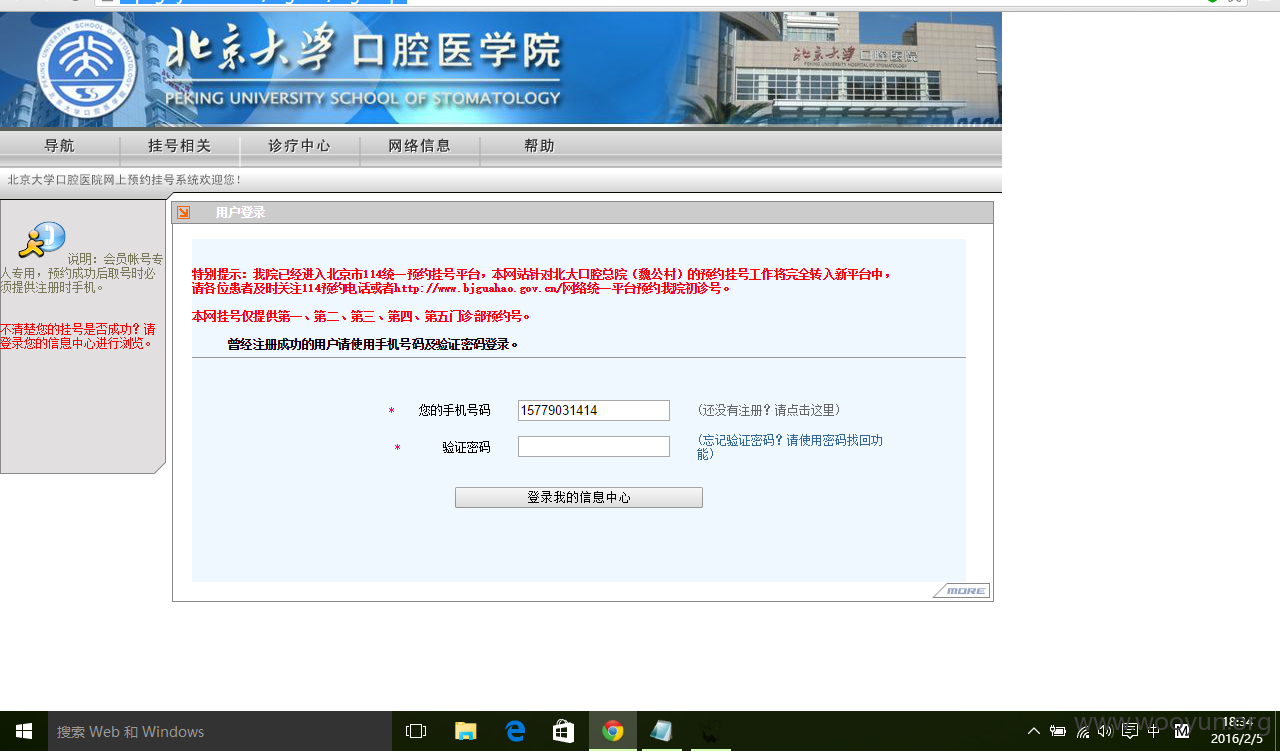 北京大学 口腔医学院
PEKING UNIVERSITY SCHOOL OF STOMATOLOGY
北京大学口腔医院
导航 挂号相关 诊疗中心 网络信息 帮助
北京大学口腔医院网上预约挂号系统欢迎您!
用户登录
说明：会员帐号专
人专用，预约成功后取号时必
须提供注册时手机。
不清楚您的挂号是否成功？请
登录您的信息中心进行浏览。
特别提示：我院已经进入北京市114统一预约挂号平台，本网站针对北大口腔总院（魏公村）的预约挂号工作将完全转入新平台中，
请各位患者及时关注114预约电话或者http://www.bjguahao.gov.cn/网络统一平台预约我院初诊号。
本网挂号仅提供第一、第二、第三、第四、第五门诊部预约号。
曾经注册成功的用户请使用手机号码及验证密码登录。
* 您的手机号码 15779031414 (还没有注册？请点击这里)
* 验证密码 (忘记验证密码？请使用密码找回功
能)
登录我的信息中心
MORE
www.wooyun.org
搜索 Web 和 Windows
中
M
18:34
2016/2/5